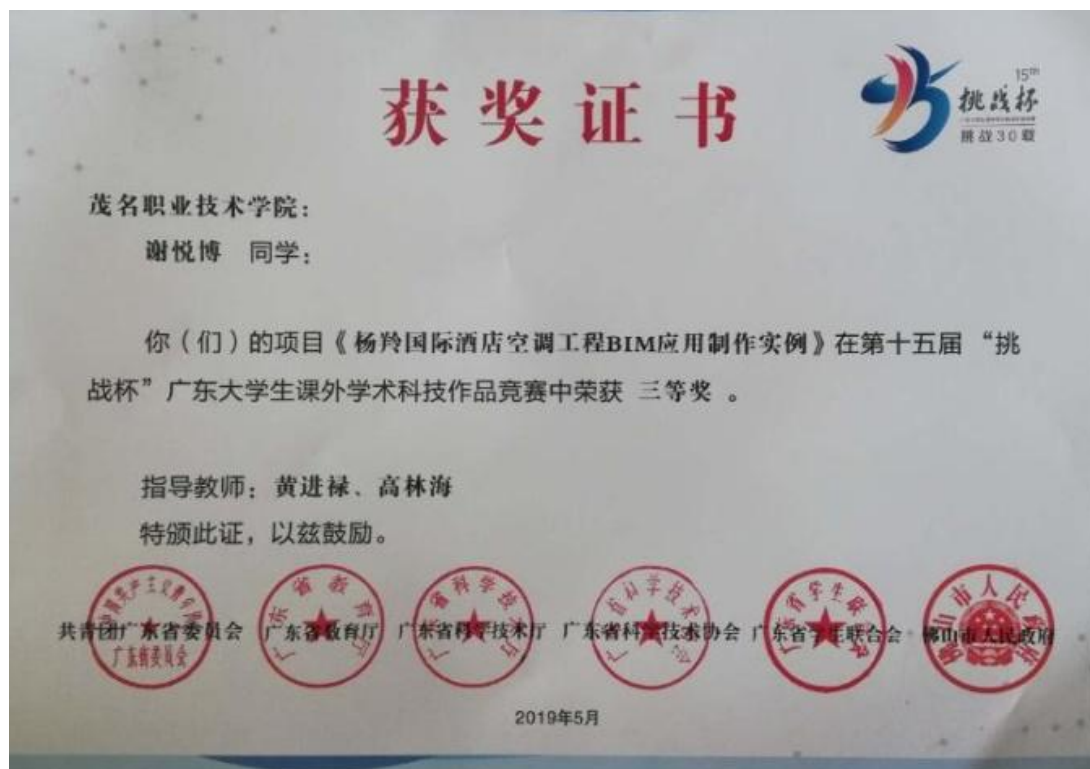 获奖证书
15th
挑战杯
挑战30载
茂名职业技术学院：
谢悦博 同学：
你（们）的项目《杨羚国际酒店空调工程BIM应用制作实例》在第十五届“挑
战杯”广东大学生课外学术科技作品竞赛中荣获 三等奖 。
指导教师：黄进禄、高林海
特颁此证，以兹鼓励。
共青团广东省委员会 广东省教育厅 广东省科学技术厅 广东省科学技术协会 广东省学生联合会 佛山市人民政府
2019年5月